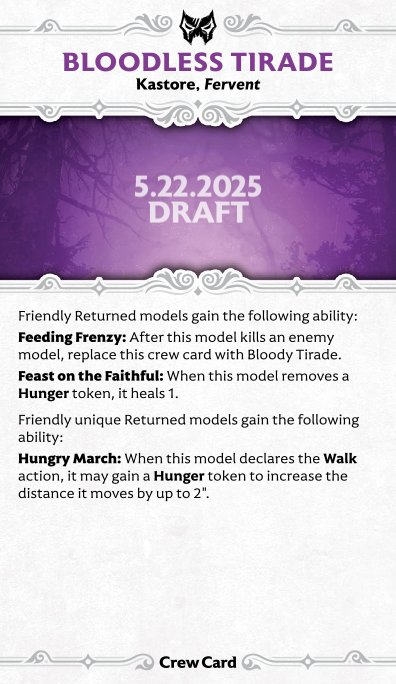 BLOODLESS TIRADE
Kastore, Fervent
5.22.2025
DRAFT
Friendly Returned models gain the following ability:
Feeding Frenzy: After this model kills an enemy
model, replace this crew card with Bloody Tirade.
Feast on the Faithful: When this model removes a
Hunger token, it heals 1.
Friendly unique Returned models gain the following
ability:
Hungry March: When this model declares the Walk
action, it may gain a Hunger token to increase the
distance it moves by up to 2".
Crew Card